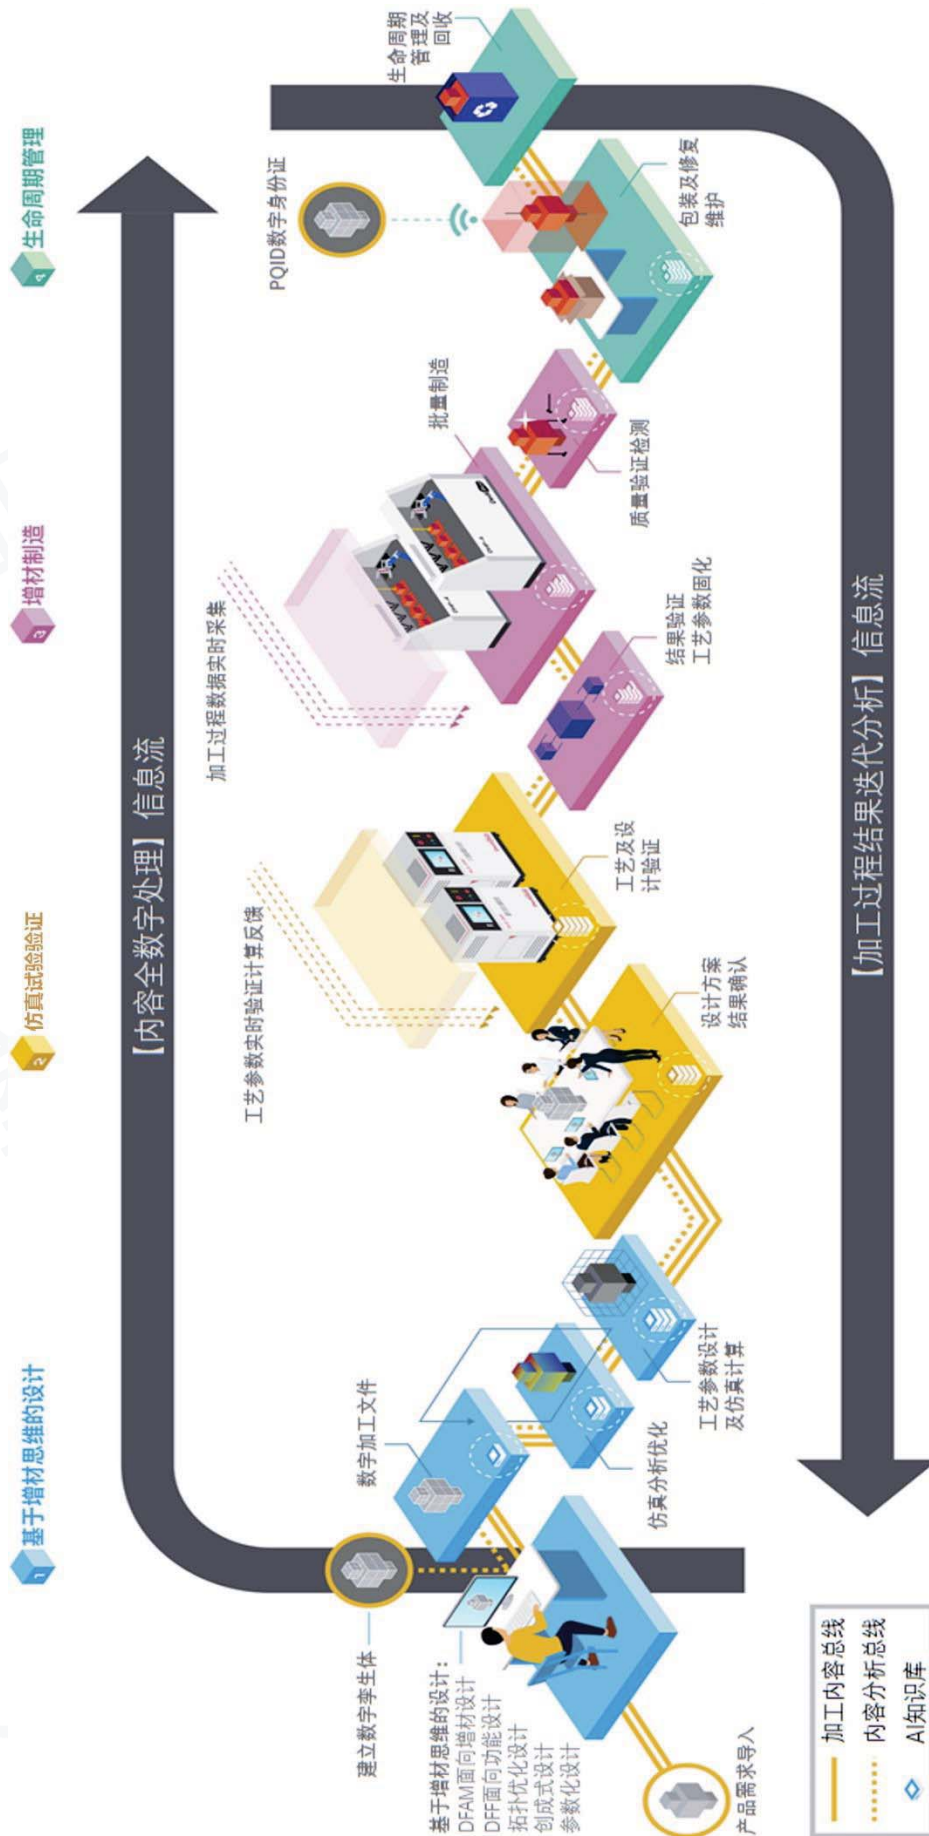 1 基于增材思维的设计
2 仿真试验验证
3 增材制造
4 生命周期管理
【内容全数字处理】信息流
建立数字孪生体
基于增材思维的设计：
DFAM面向增材设计
DFF面向功能设计
拓扑优化设计
创成式设计
参数化设计
产品需求导入
数字加工文件
仿真分析优化
工艺参数设计
及仿真计算
工艺参数实时验证计算反馈
设计方案
结果确认
工艺及设
计验证
加工过程数据实时采集
结果验证
工艺参数固化
批量制造
质量验证检测
PQID数字身份证
包装及修复
维护
生命周期
管理及
回收
【加工过程结果迭代分析】信息流
加工内容总线
内容分析总线
AI知识库